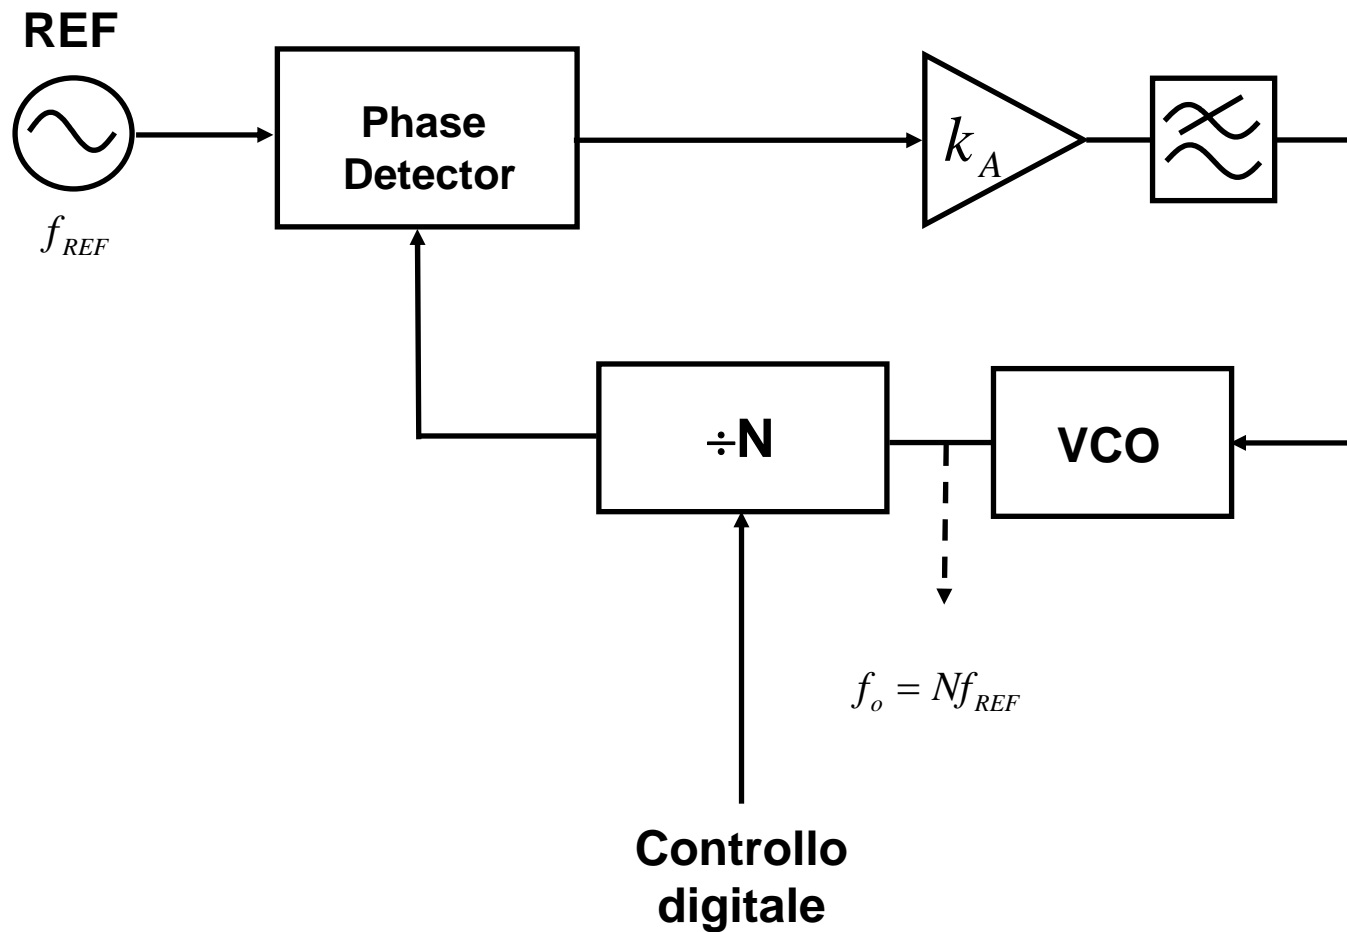 REF
Phase
Detector
k_A
f_REF
÷N
VCO
f_o = Nf_REF
Controllo
digitale